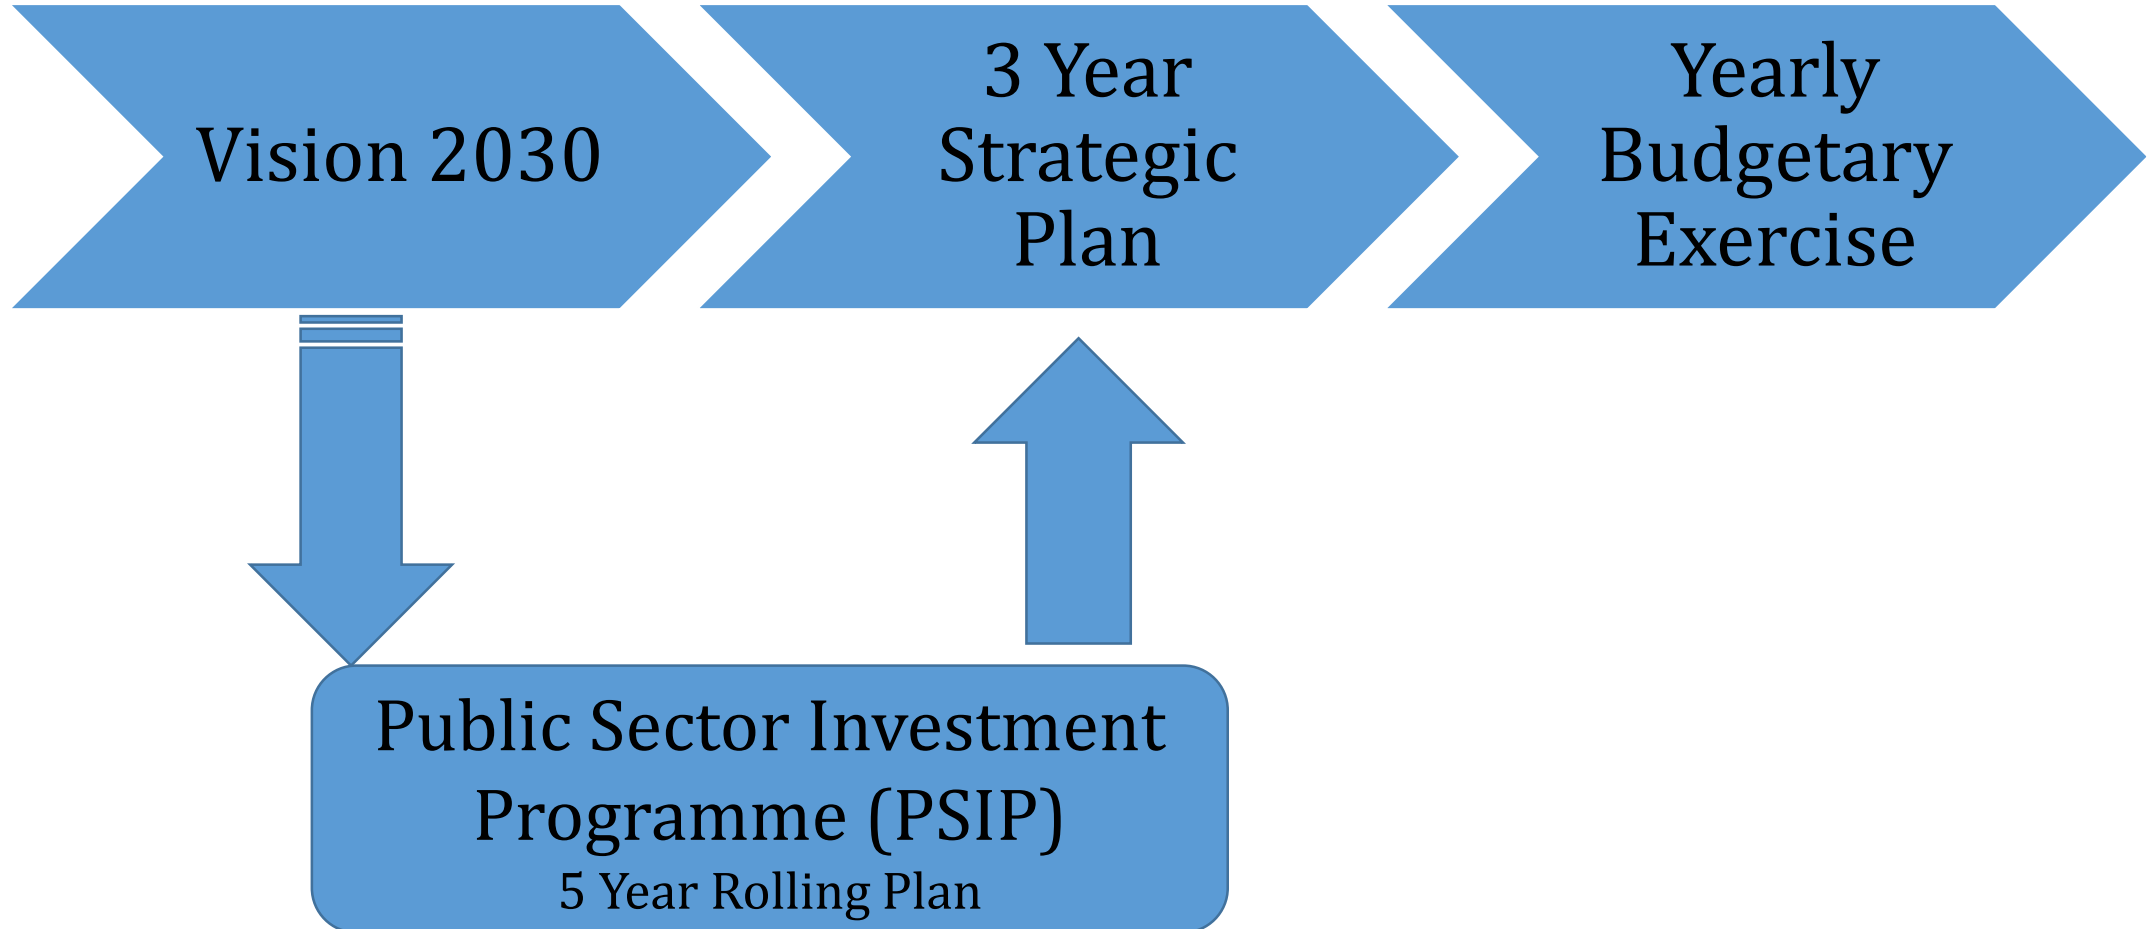 Vision 2030
3 Year
Strategic
Plan
Yearly
Budgetary
Exercise
Public Sector Investment
Programme (PSIP)
5 Year Rolling Plan